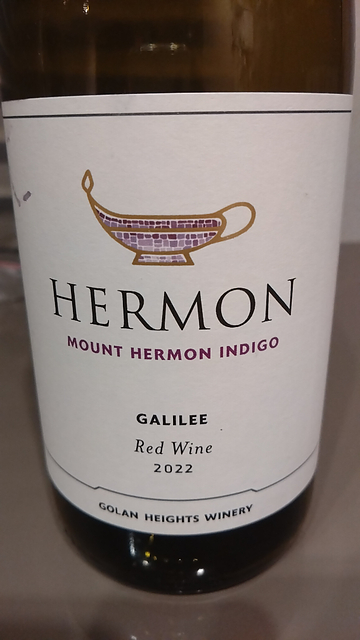 HERMON
MOUNT HERMON INDIGO
GALILEE
Red Wine
2022
GOLAN HEIGHTS WINERY